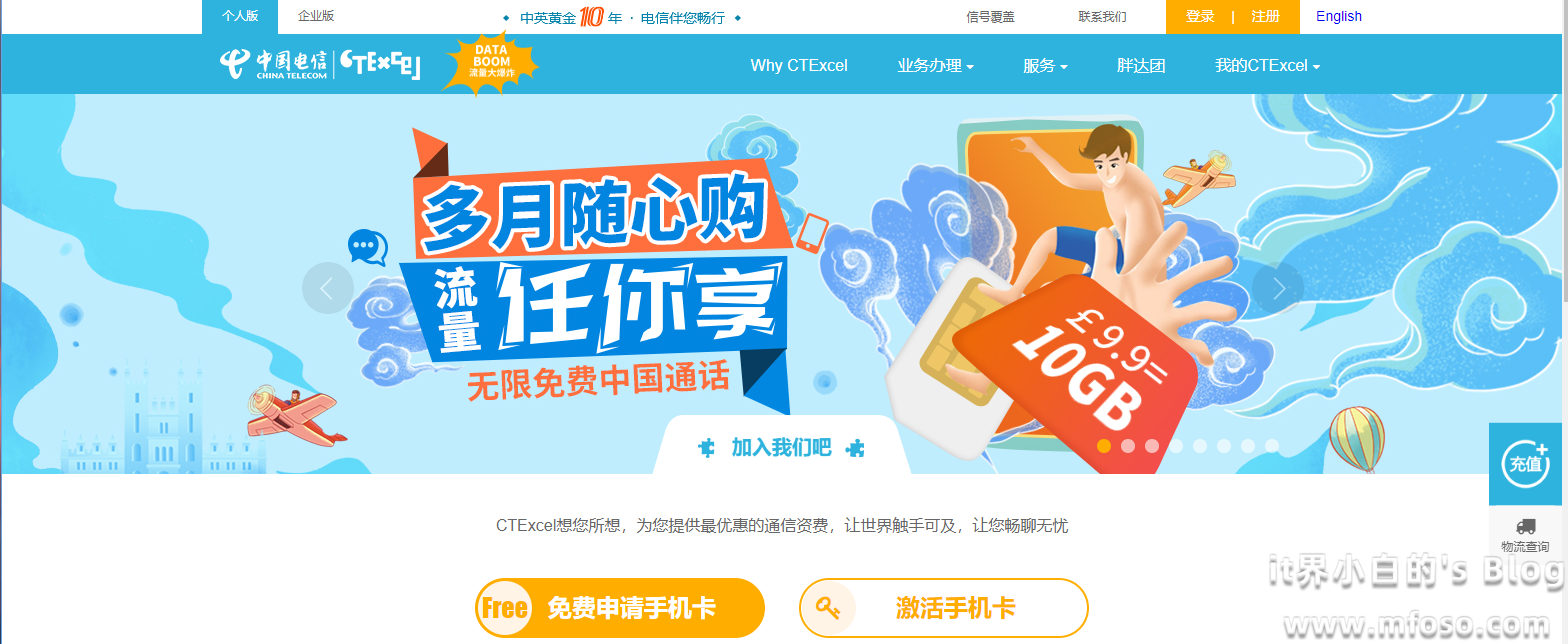 个人版 企业版 中英黄金10年 · 电信伴您畅行 信号覆盖 联系我们 登录 | 注册 English
中国电信 CHINA TELECOM CTExcel
DATA
BOOM
流量大爆炸
Why CTExcel 业务办理 服务 胖达团 我的CTExcel
多月随心购
流量 任你享
无限免费中国通话
£9.9=
10GB
加入我们吧
充值
CTExcel想您所想，为您提供最优惠的通信资费，让世界触手可及，让您畅聊无忧
物流查询
Free 免费申请手机卡 激活手机卡
it界小白的's Blog
www.mfoso.com